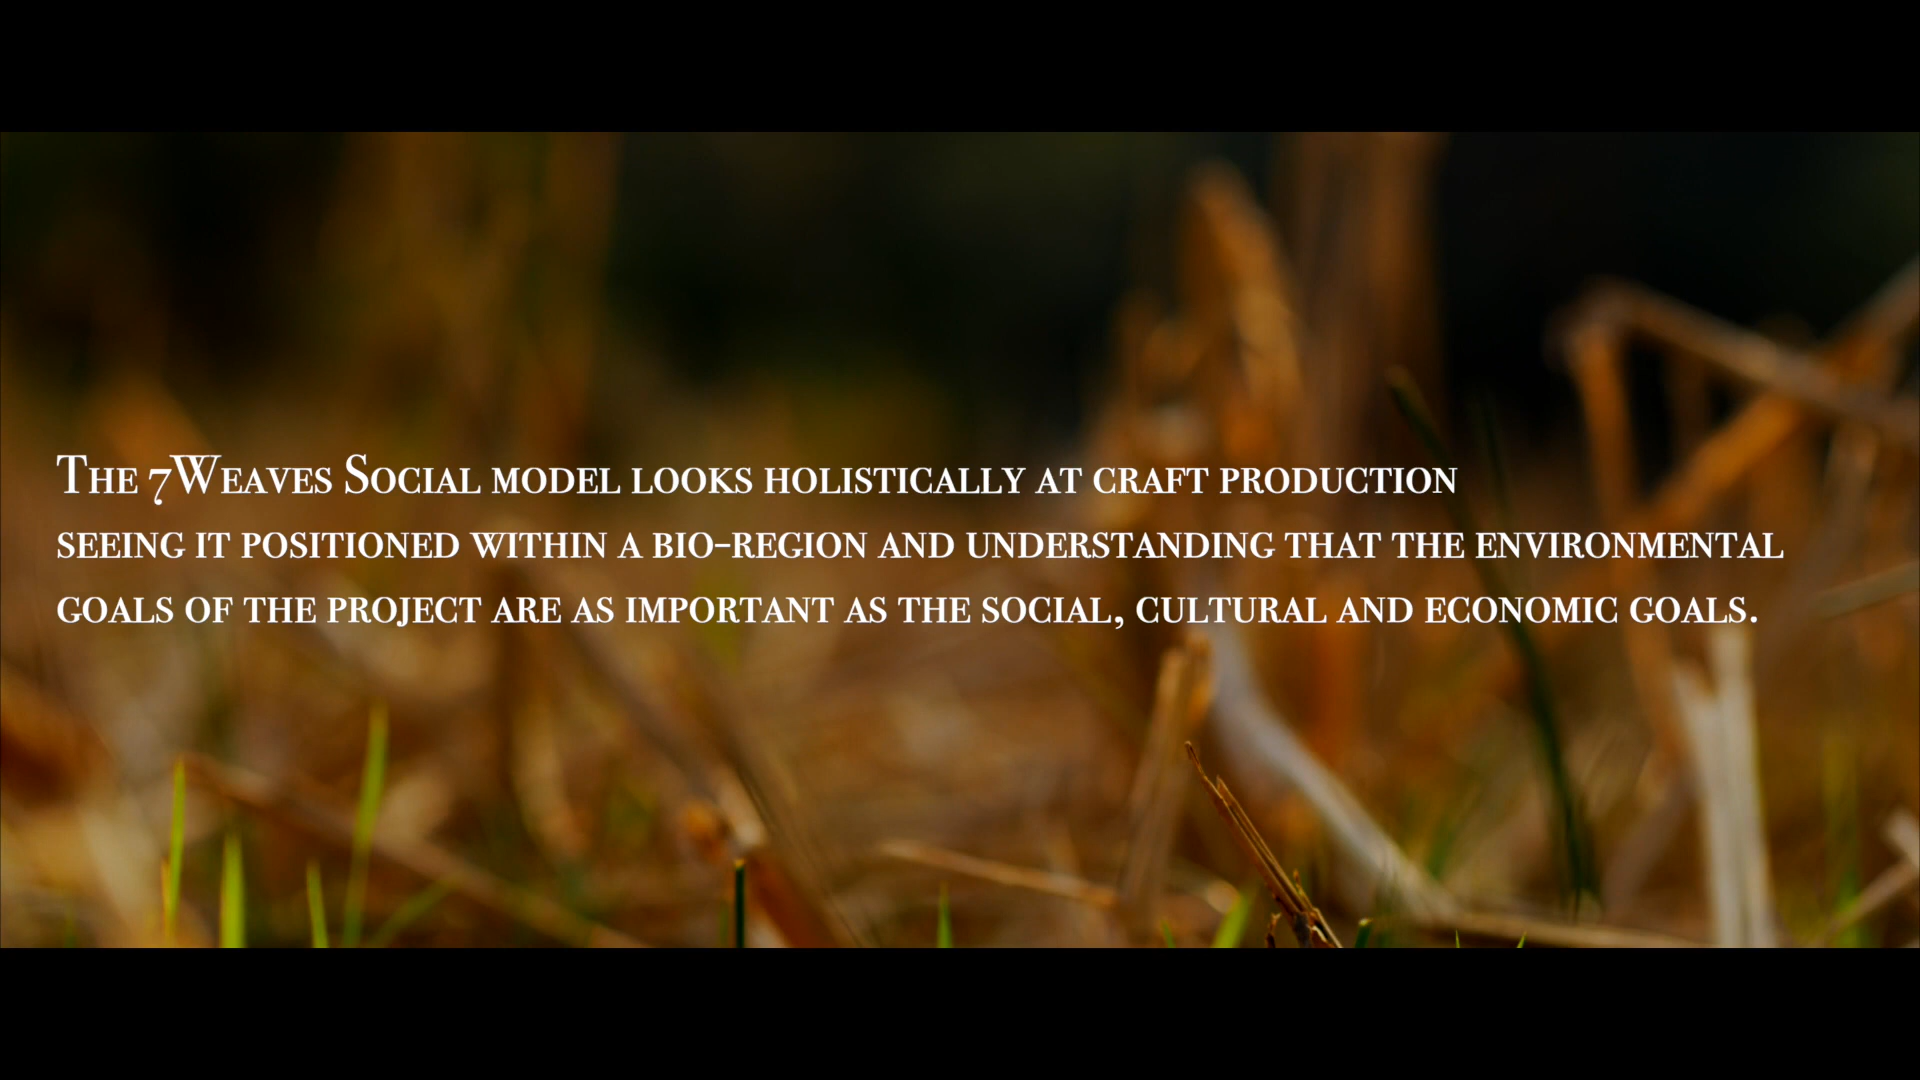 The 7Weaves Social model looks holistically at craft production
seeing it positioned within a bio-region and understanding that the environmental
goals of the project are as important as the social, cultural and economic goals.